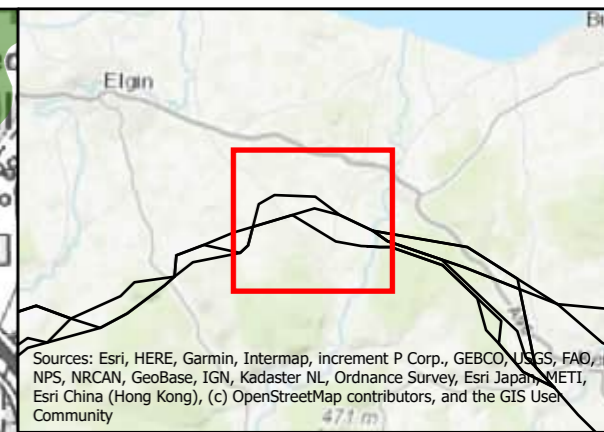 Elgin
Sources: Esri, HERE, Garmin, Intermap, increment P Corp., GEBCO, USGS, FAO,
NPS, NRCAN, GeoBase, IGN, Kadaster NL, Ordnance Survey, Esri Japan, METI,
Esri China (Hong Kong), (c) OpenStreetMap contributors, and the GIS User
Community
471 m